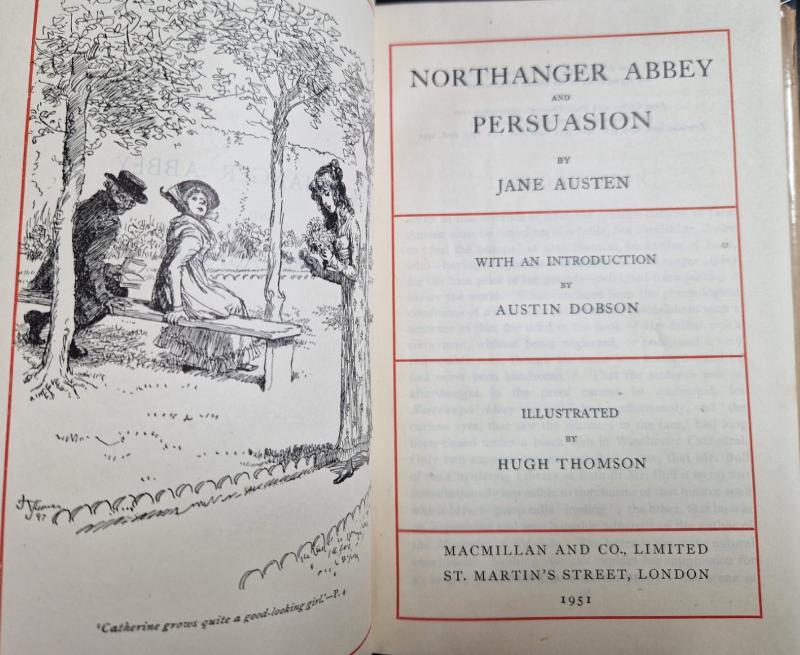 'Catherine grows quite a good-looking girl.'—P. 4
NORTHANGER ABBEY
AND
PERSUASION
BY
JANE AUSTEN
WITH AN INTRODUCTION
BY
AUSTIN DOBSON
ILLUSTRATED
BY
HUGH THOMSON
MACMILLAN AND CO., LIMITED
ST. MARTIN'S STREET, LONDON
1951